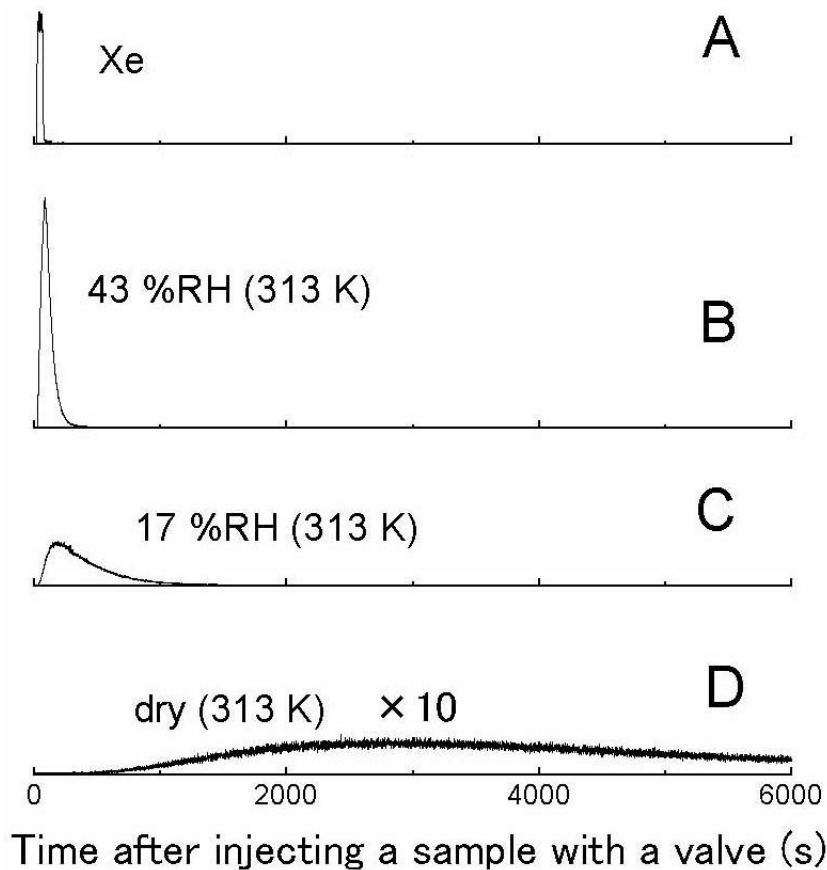 A
Xe
43 %RH (313 K)
B
17 %RH (313 K)
C
D
dry (313 K) × 10
0 2000 4000 6000
Time after injecting a sample with a valve (s)